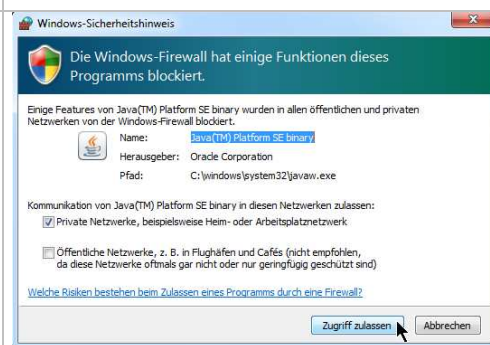 Windows-Sicherheitshinweis
Die Windows-Firewall hat einige Funktionen dieses
Programms blockiert.
Einige Features von Java(TM) Platform SE binary wurden in allen öffentlichen und privaten
Netzwerken von der Windows-Firewall blockiert.
Name: Java(TM) Platform SE binary
Herausgeber: Oracle Corporation
Pfad: C:\windows\system32\javaw.exe
Kommunikation von Java(TM) Platform SE binary in diesen Netzwerken zulassen:
Private Netzwerke, beispielsweise Heim- oder Arbeitsplatznetzwerk
Öffentliche Netzwerke, z. B. in Flughäfen und Cafés (nicht empfohlen,
da diese Netzwerke oftmals gar nicht oder nur geringfügig geschützt sind)
Welche Risiken bestehen beim Zulassen eines Programms durch eine Firewall?
Zugriff zulassen Abbrechen